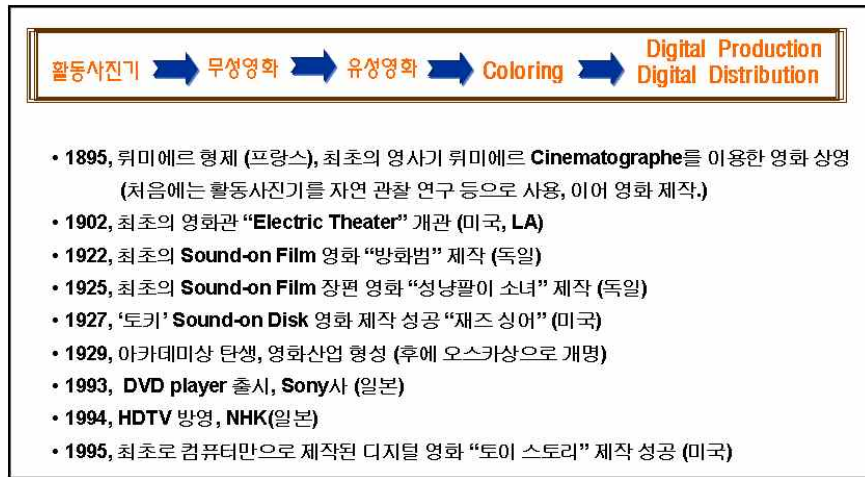 활동사진기 무성영화 유성영화 Coloring Digital Production
Digital Distribution
• 1895, 뤼미에르 형제 (프랑스), 최초의 영사기 뤼미에르 Cinematographe를 이용한 영화 상영
(처음에는 활동사진기를 자연 관찰 연구 등으로 사용, 이어 영화 제작.)
• 1902, 최초의 영화관 “Electric Theater” 개관 (미국, LA)
• 1922, 최초의 Sound-on Film 영화 “방화범” 제작 (독일)
• 1925, 최초의 Sound-on Film 장편 영화 “성냥팔이 소녀” 제작 (독일)
• 1927, ‘토키’ Sound-on Disk 영화 제작 성공 “재즈 싱어” (미국)
• 1929, 아카데미상 탄생, 영화산업 형성 (후에 오스카상으로 개명)
• 1993, DVD player 출시, Sony사 (일본)
• 1994, HDTV 방영, NHK(일본)
• 1995, 최초로 컴퓨터만으로 제작된 디지털 영화 “토이 스토리” 제작 성공 (미국)